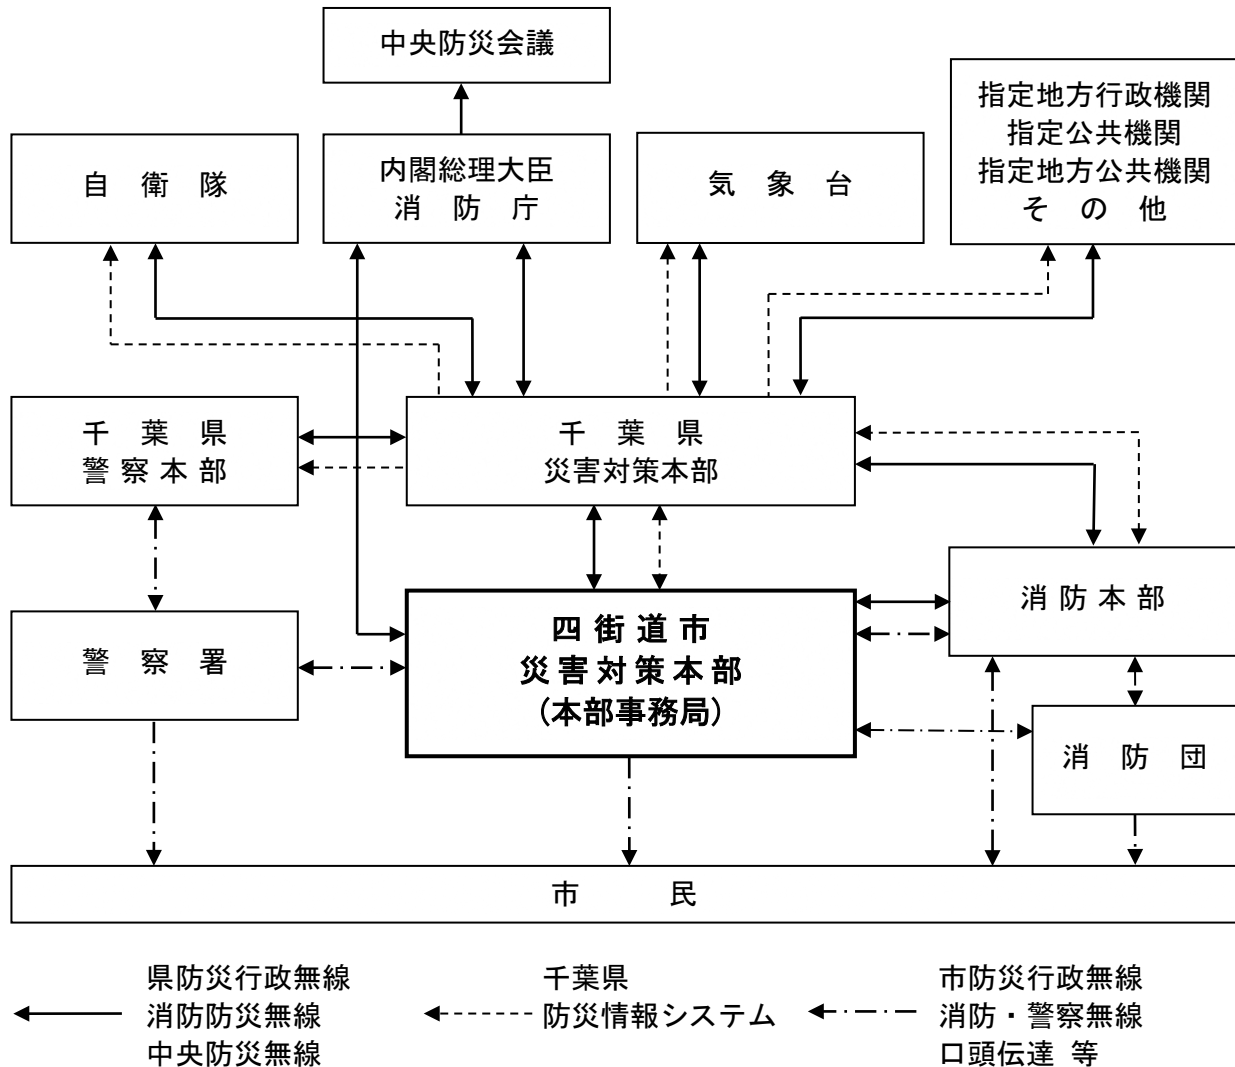 中央防災会議
指定地方行政機関
指定公共機関
指定地方公共機関
そ の 他
自 衛 隊
内閣総理大臣
消 防 庁
気 象 台
千 葉 県
警 察 本 部
千 葉 県
災害対策本部
消 防 本 部
警 察 署
四 街 道 市
災 害 対 策 本 部
（本部事務局）
消 防 団
市 民
県防災行政無線
消防防災無線
中央防災無線
千葉県
防災情報システム
市防災行政無線
消防・警察無線
口頭伝達 等